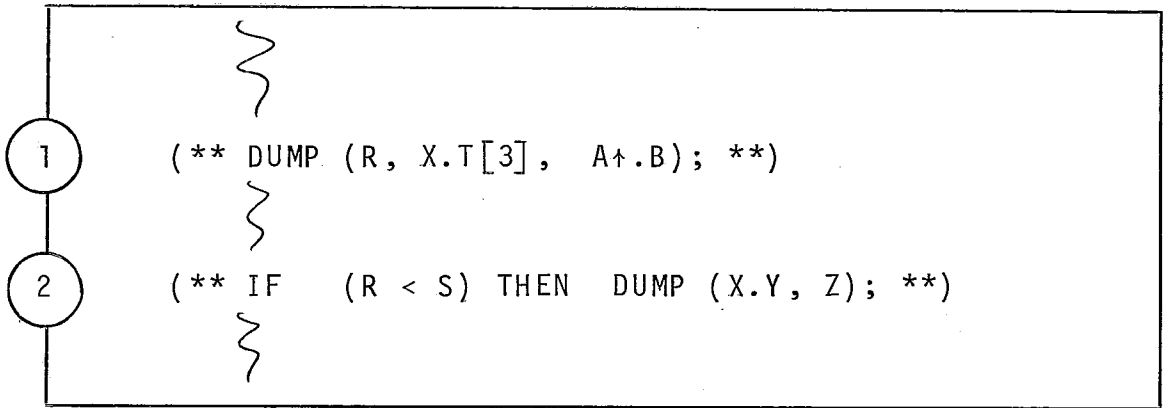 1 (** DUMP (R, X.T[3], A↑.B); **)
2 (** IF (R < S) THEN DUMP (X.Y, Z); **)